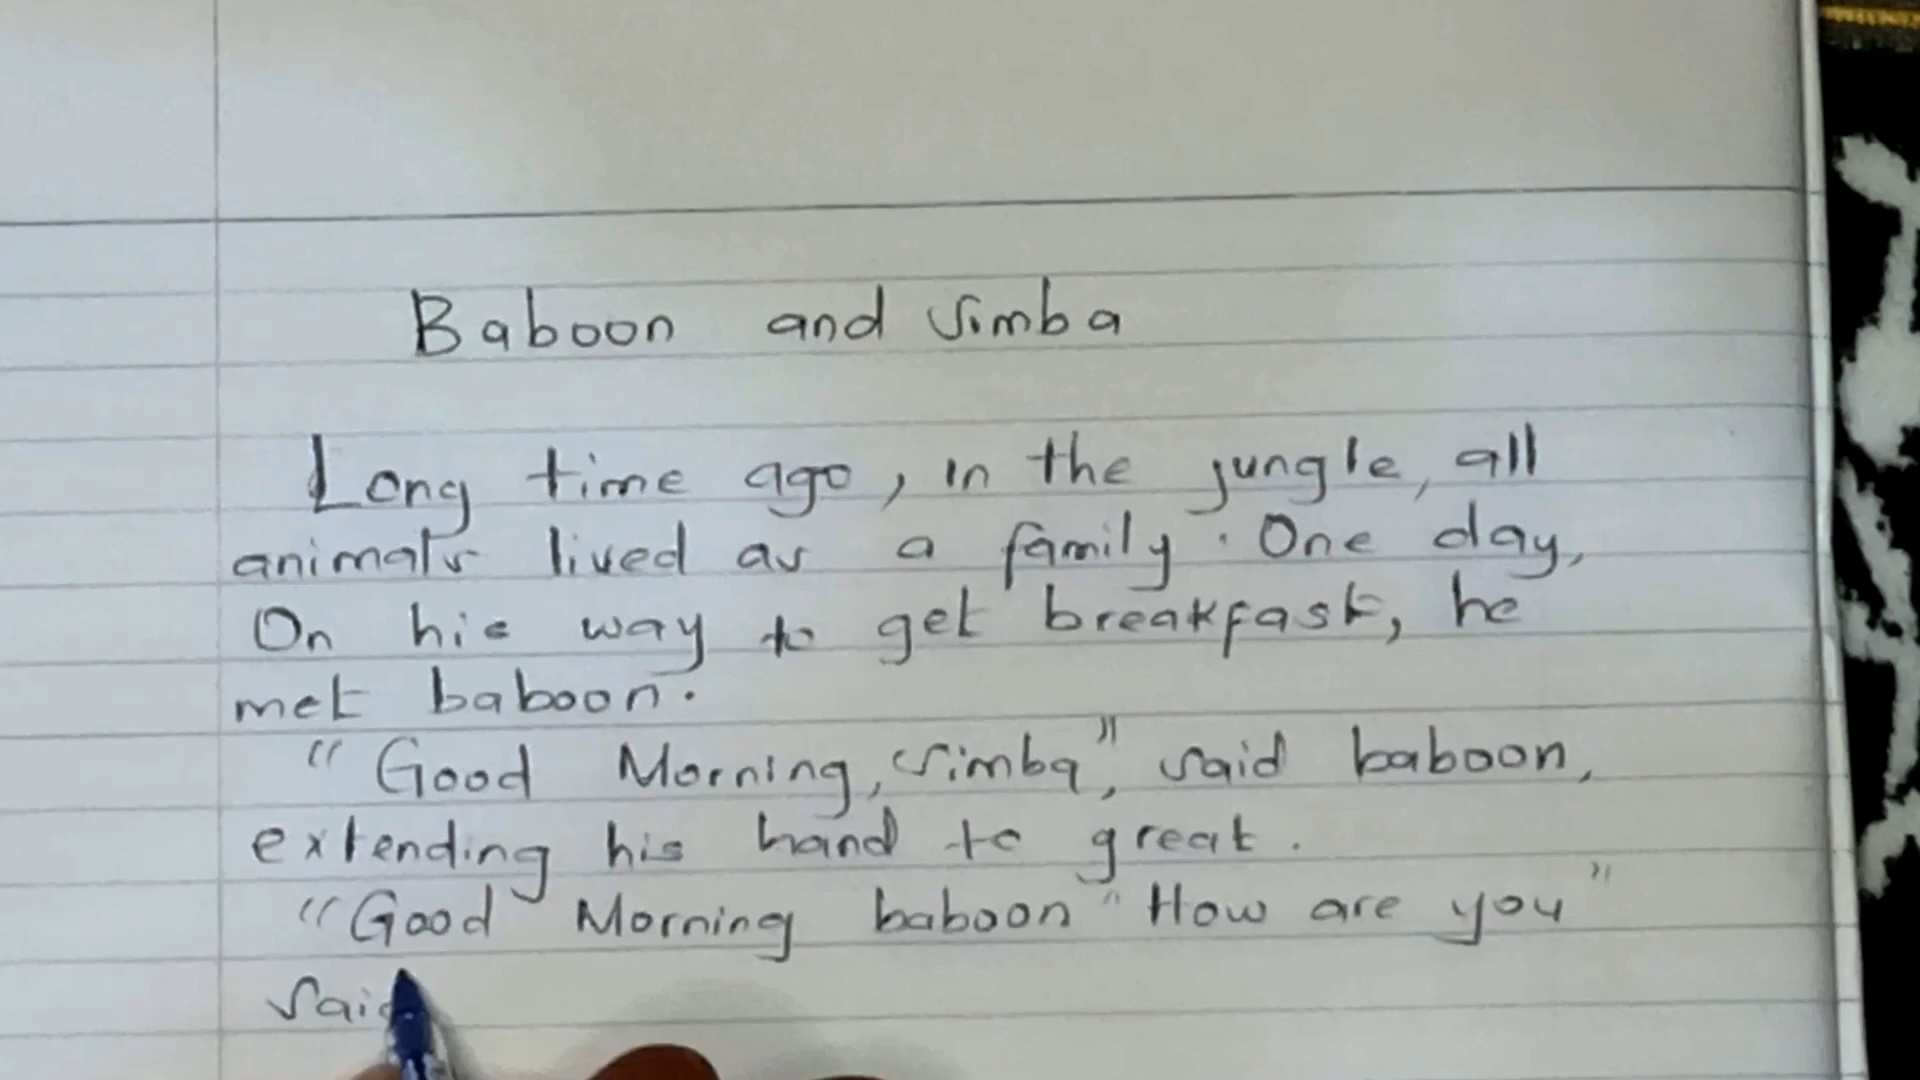 Baboon and Simba
Long time ago, in the jungle, all
animals lived as a family. One day,
On his way to get breakfast, he
met baboon.
"Good Morning, Simba", said baboon,
extending his hand to great.
"Good Morning baboon" How are you"
Said